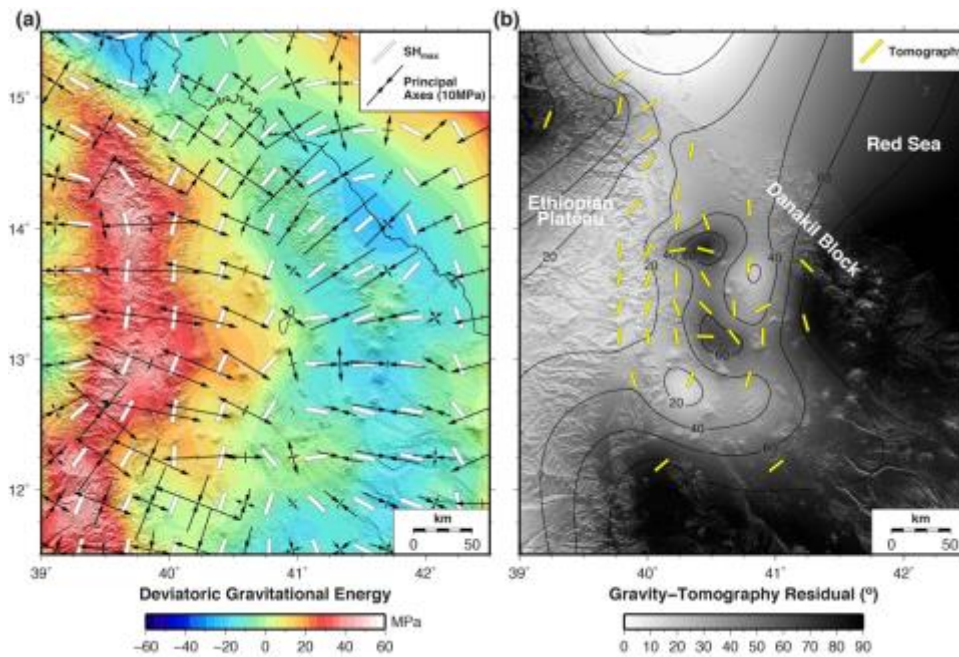 (a)
SHmax
Principal
Axes (10MPa)
15˚
14˚
13˚
12˚
km
0 50
39˚ 40˚ 41˚ 42˚
Deviatoric Gravitational Energy
MPa
−60 −40 −20 0 20 40 60
(b)
Tomography
Red Sea
Ethiopian
Plateau
Danakil Block
20
20
40
40
20
40
60
km
0 50
39˚ 40˚ 41˚ 42˚
Gravity−Tomography Residual (º)
0 10 20 30 40 50 60 70 80 90